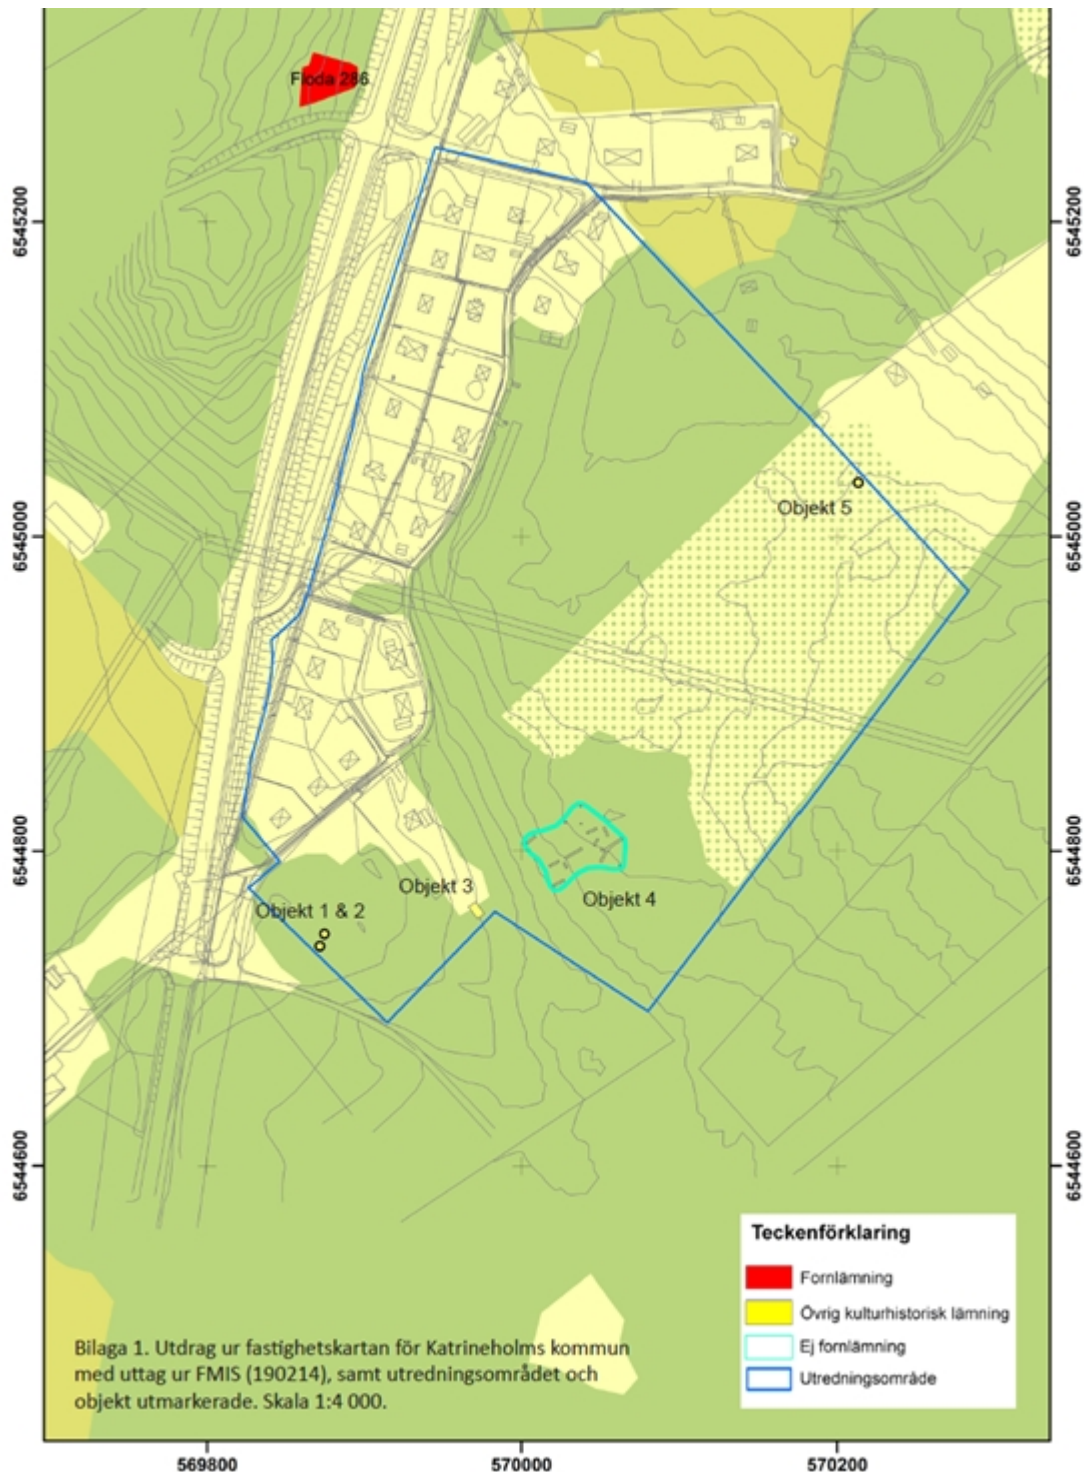 Floda 286
6545200
6545200
Objekt 5
6545000
6545000
6544800
6544800
Objekt 3
Objekt 4
Objekt 1 & 2
6544600
6544600
Teckenförklaring
Fornlämning
Övrig kulturhistorisk lämning
Ej fornlämning
Utredningsområde
Bilaga 1. Utdrag ur fastighetskartan för Katrineholms kommun
med uttag ur FMIS (190214), samt utredningsområdet och
objekt utmarkerade. Skala 1:4 000.
569800
570000
570200